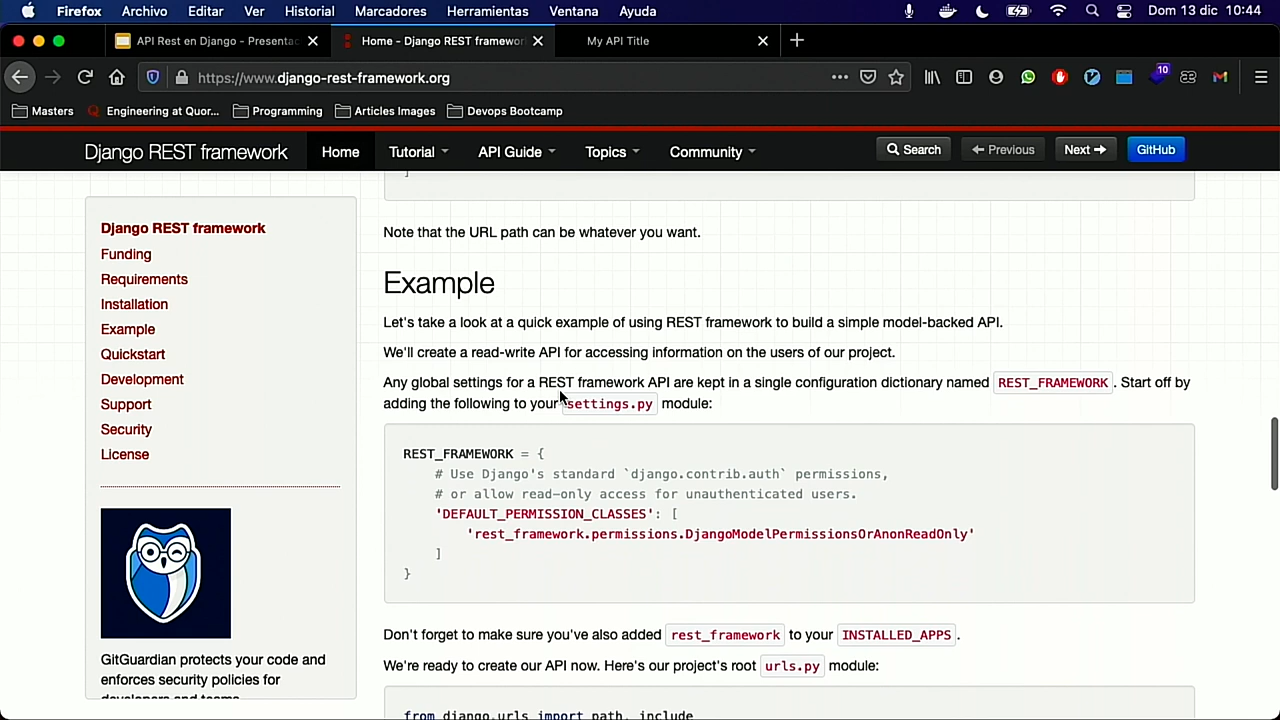 Firefox Archivo Editar Ver Historial Marcadores Herramientas Ventana Ayuda Dom 13 dic 10:44
API Rest en Django - Presentac Home - Django REST framewor My API Title
https://www.django-rest-framework.org 10
Masters Engineering at Quor... Programming Articles Images Devops Bootcamp
Django REST framework Home Tutorial API Guide Topics Community Search Previous Next GitHub
]
Django REST framework
Funding
Requirements
Installation
Example
Quickstart
Development
Support
Security
License
GitGuardian protects your code and
enforces security policies for
developers and teams
Note that the URL path can be whatever you want.
Example
Let's take a look at a quick example of using REST framework to build a simple model-backed API.
We'll create a read-write API for accessing information on the users of our project.
Any global settings for a REST framework API are kept in a single configuration dictionary named REST_FRAMEWORK. Start off by
adding the following to your settings.py module:
REST_FRAMEWORK = {
# Use Django's standard `django.contrib.auth` permissions,
# or allow read-only access for unauthenticated users.
'DEFAULT_PERMISSION_CLASSES': [
'rest_framework.permissions.DjangoModelPermissionsOrAnonReadOnly'
]
}
Don't forget to make sure you've also added rest_framework to your INSTALLED_APPS.
We're ready to create our API now. Here's our project's root urls.py module:
from django.urls import path, include